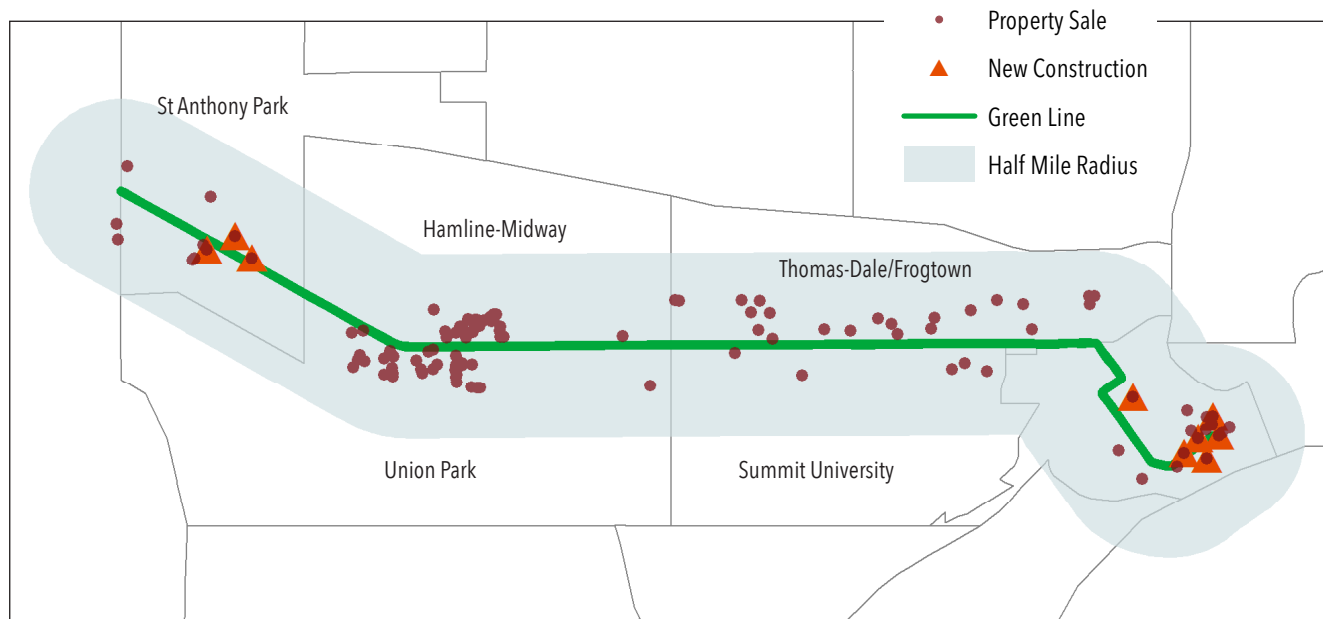 Property Sale
New Construction
Green Line
Half Mile Radius
St Anthony Park
Hamline-Midway
Thomas-Dale/Frogtown
Union Park
Summit University